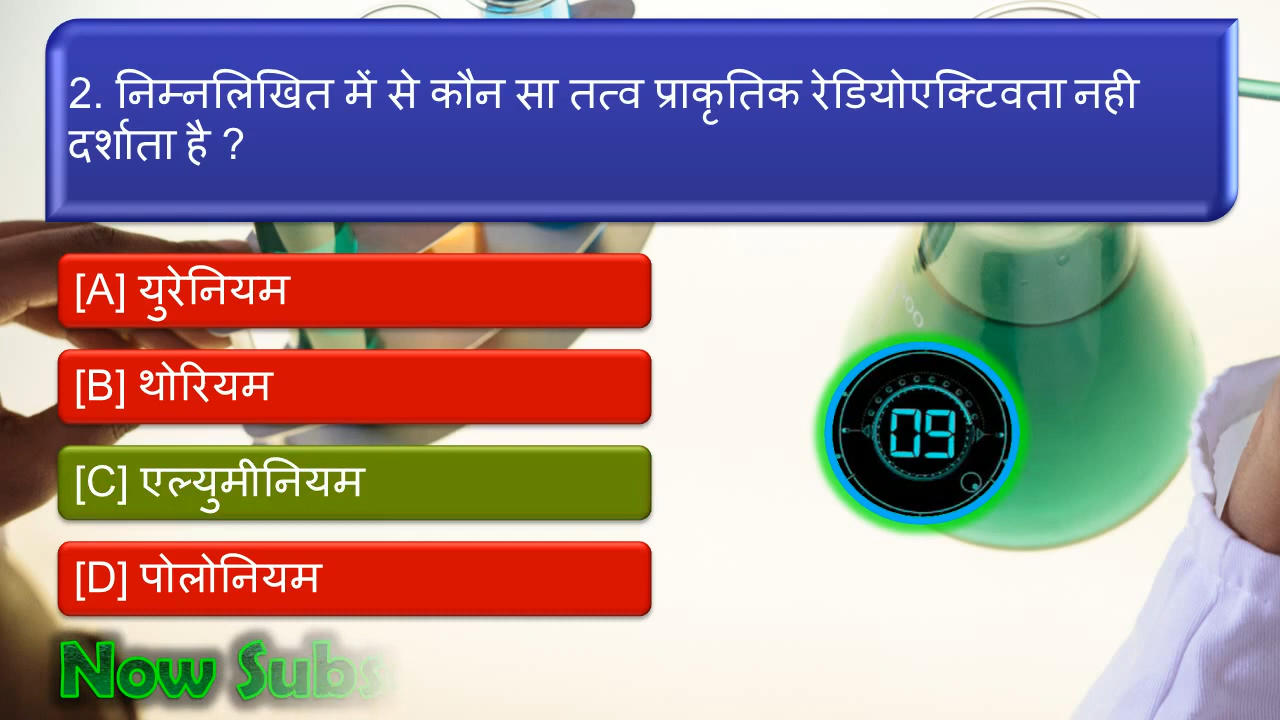 2. निम्नलिखित में से कौन सा तत्व प्राकृतिक रेडियोएक्टिवता नही
दर्शाता है ?
[A] युरेनियम
[B] थोरियम
[C] एल्युमीनियम
[D] पोलोनियम
09
Now Subs